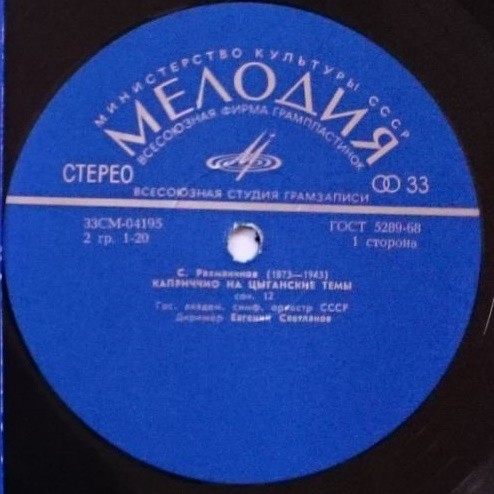 МИНИСТЕРСТВО КУЛЬТУРЫ СССР
МЕЛОДИЯ
ВСЕСОЮЗНАЯ ФИРМА ГРАМПЛАСТИНОК
СТЕРЕО
33
ВСЕСОЮЗНАЯ СТУДИЯ ГРАМЗАПИСИ
33СМ-04195
ГОСТ 5289-68
2 гр. 1-20
1 сторона
С. Рахманинов (1873—1943)
КАПРИЧЧИО НА ЦЫГАНСКИЕ ТЕМЫ
соч. 12
Гос. академ. симф. оркестр СССР
Дирижер Евгений Светланов